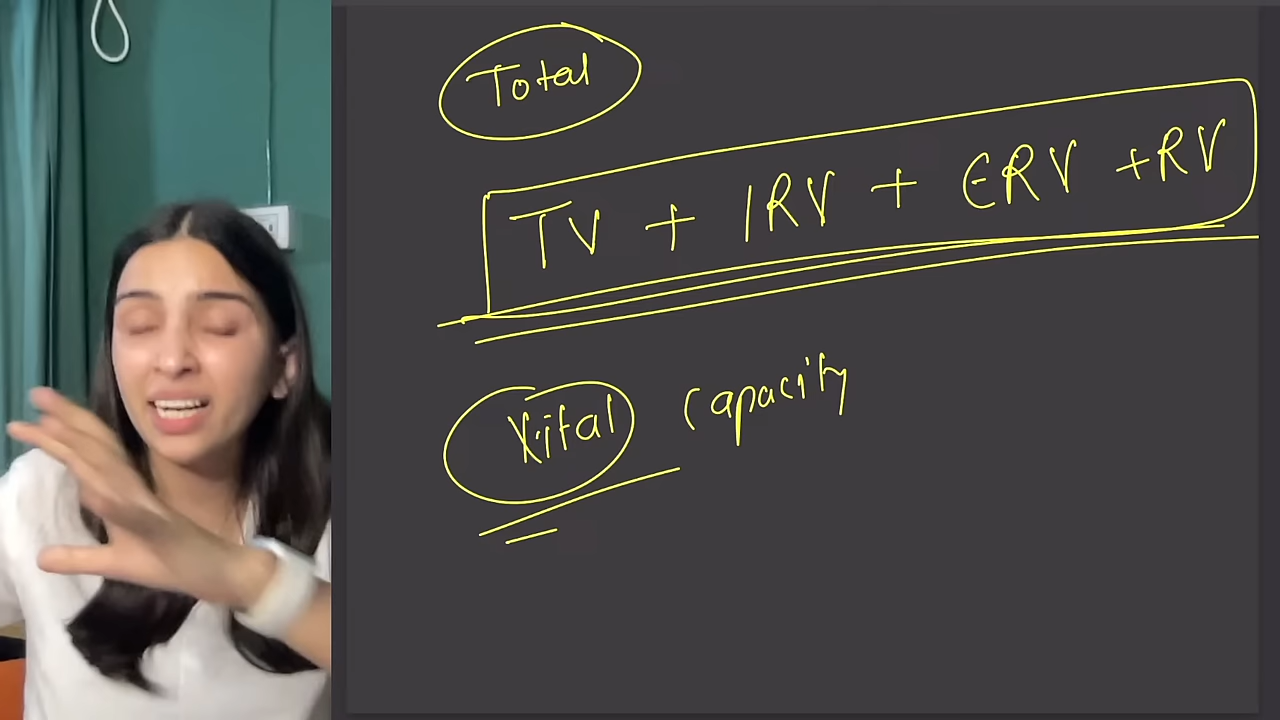 Total
TV + IRV + ERV + RV
Vital Capacity